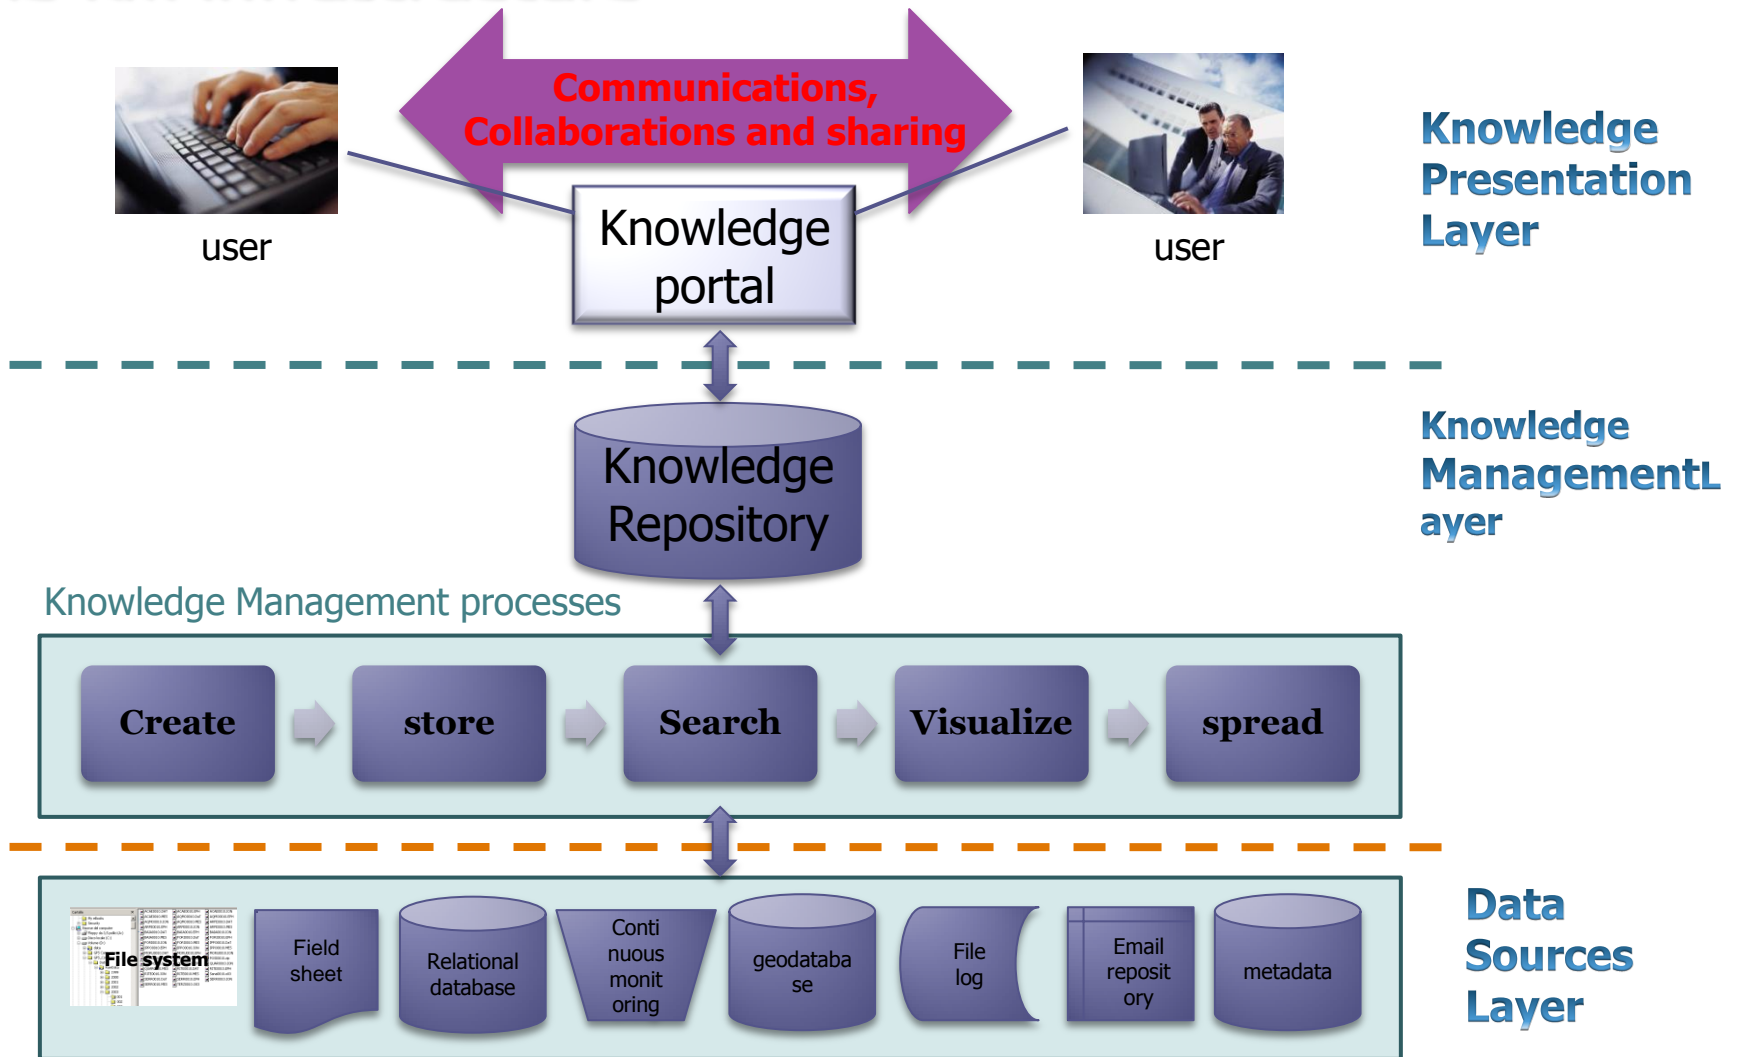 Communications,
Collaborations and sharing
user
Knowledge
portal
user
Knowledge
Presentation
Layer
Knowledge
Repository
Knowledge
ManagementL
ayer
Knowledge Management processes
Create
store
Search
Visualize
spread
File system
Field
sheet
Relational
database
Conti
nuous
monit
oring
geodataba
se
File
log
Email
reposit
ory
metadata
Data
Sources
Layer